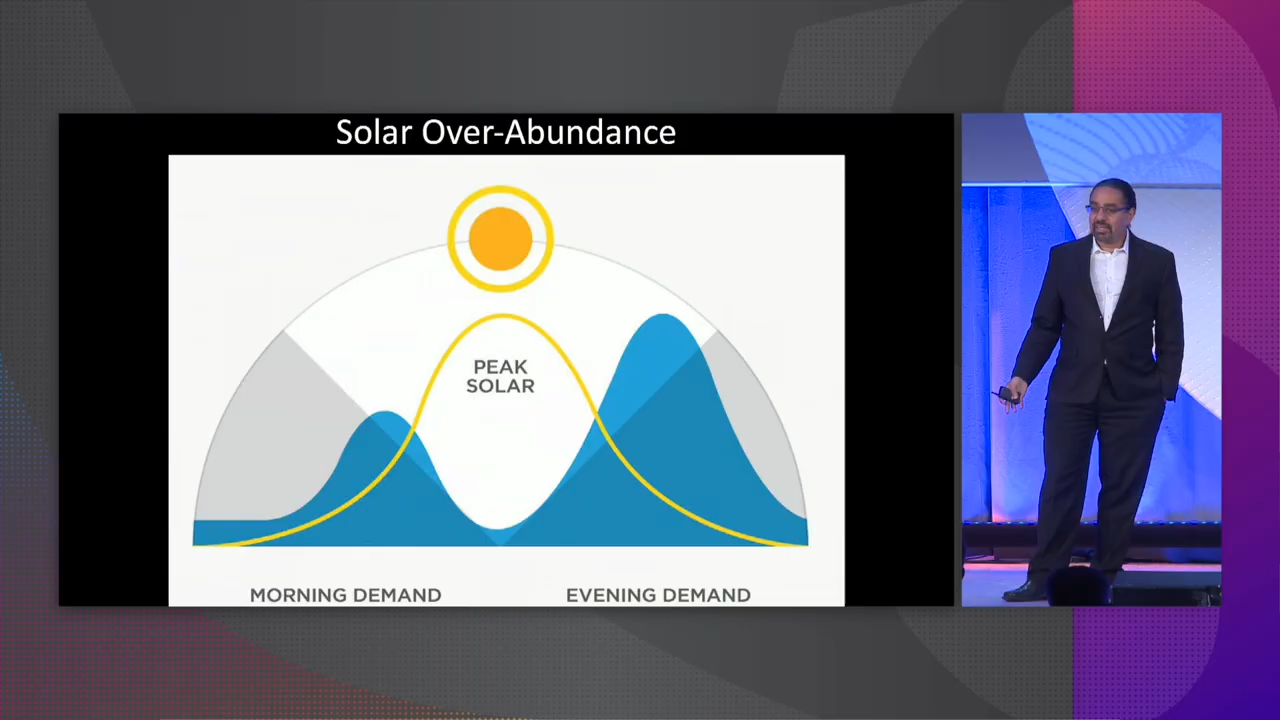 Solar Over-Abundance
PEAK
SOLAR
MORNING DEMAND
EVENING DEMAND